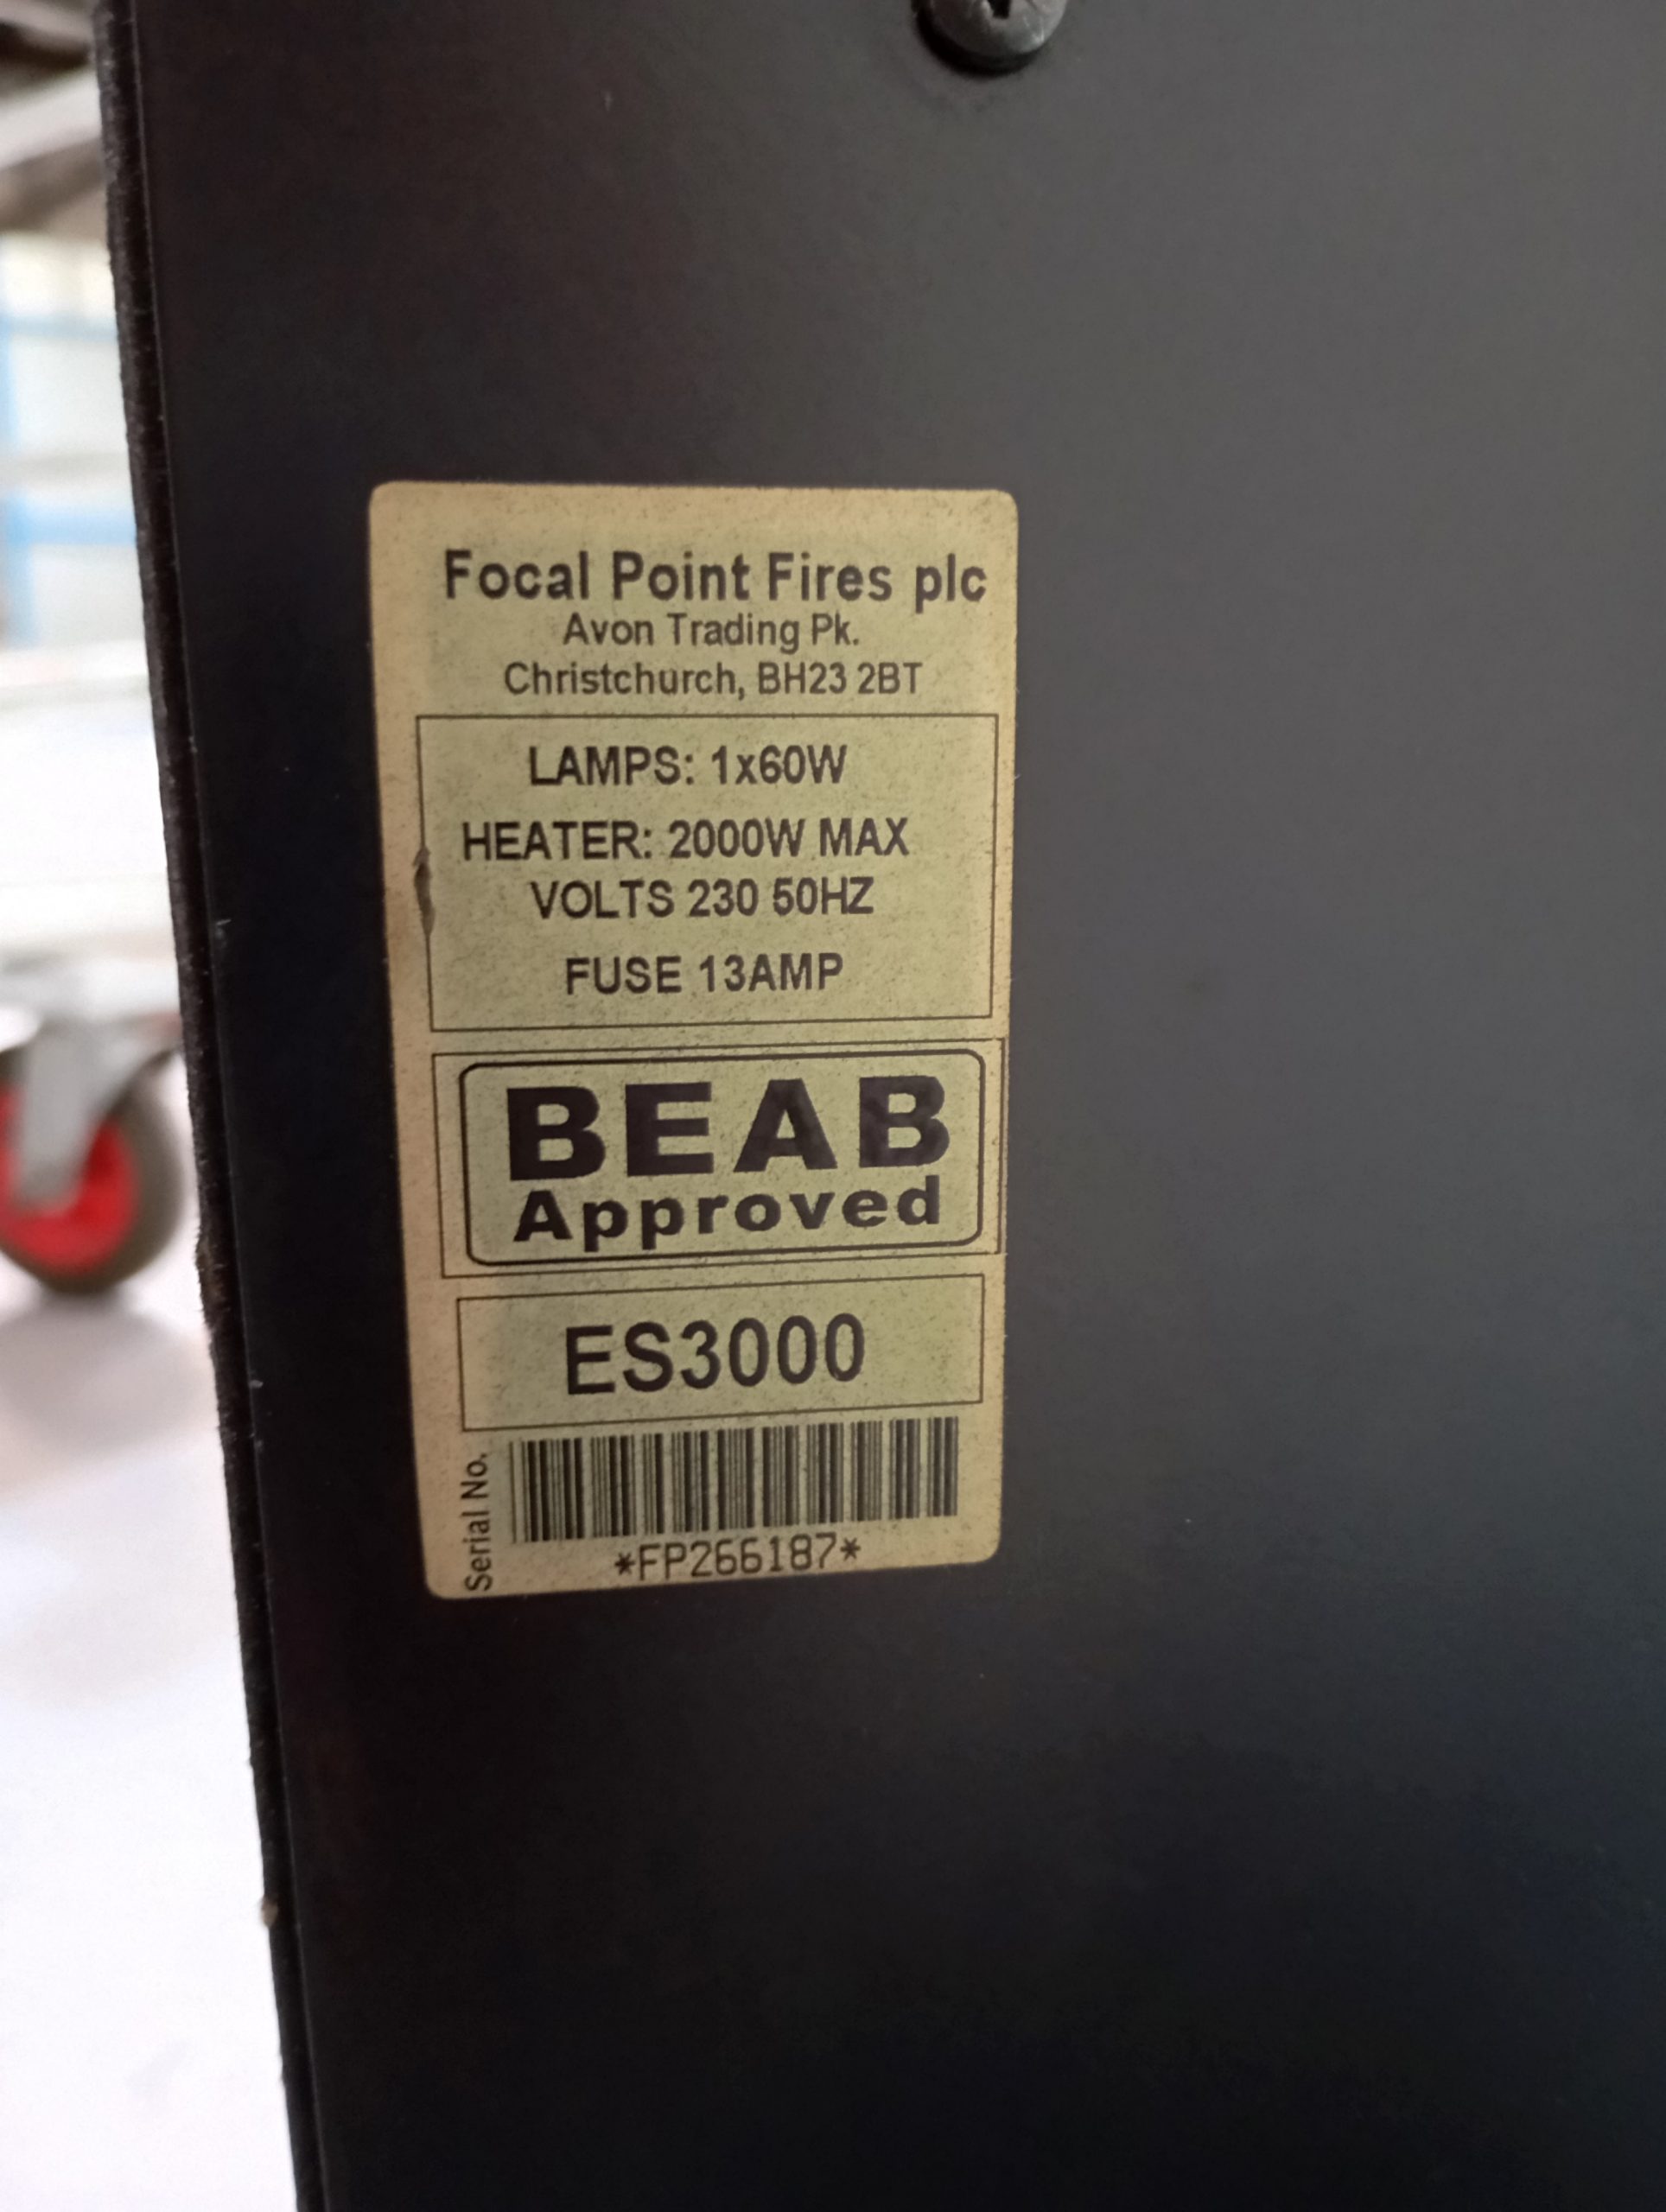 Focal Point Fires plc
Avon Trading Pk.
Christchurch, BH23 2BT
LAMPS: 1x60W
HEATER: 2000W MAX
VOLTS 230 50HZ
FUSE 13AMP
BEAB
Approved
ES3000
Serial No.
*FP266187*